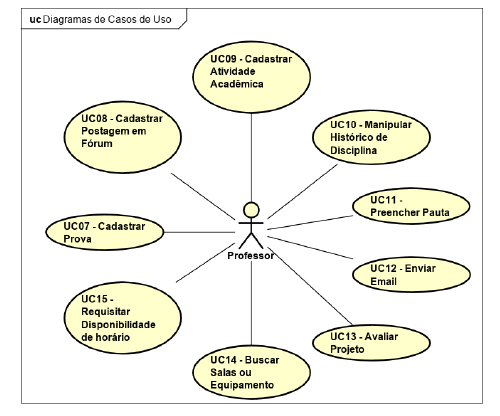 uc Diagramas de Casos de Uso
UC09 - Cadastrar
Atividade
Acadêmica
UC08 - Cadastrar
Postagem em
Fórum
UC10 - Manipular
Histórico de
Disciplina
UC11 -
Preencher Pauta
UC07 - Cadastrar
Prova
Professor
UC12 - Enviar
Email
UC15 -
Requisitar
Disponibilidade
de horário
UC13 - Avaliar
Projeto
UC14 - Buscar
Salas ou
Equipamento